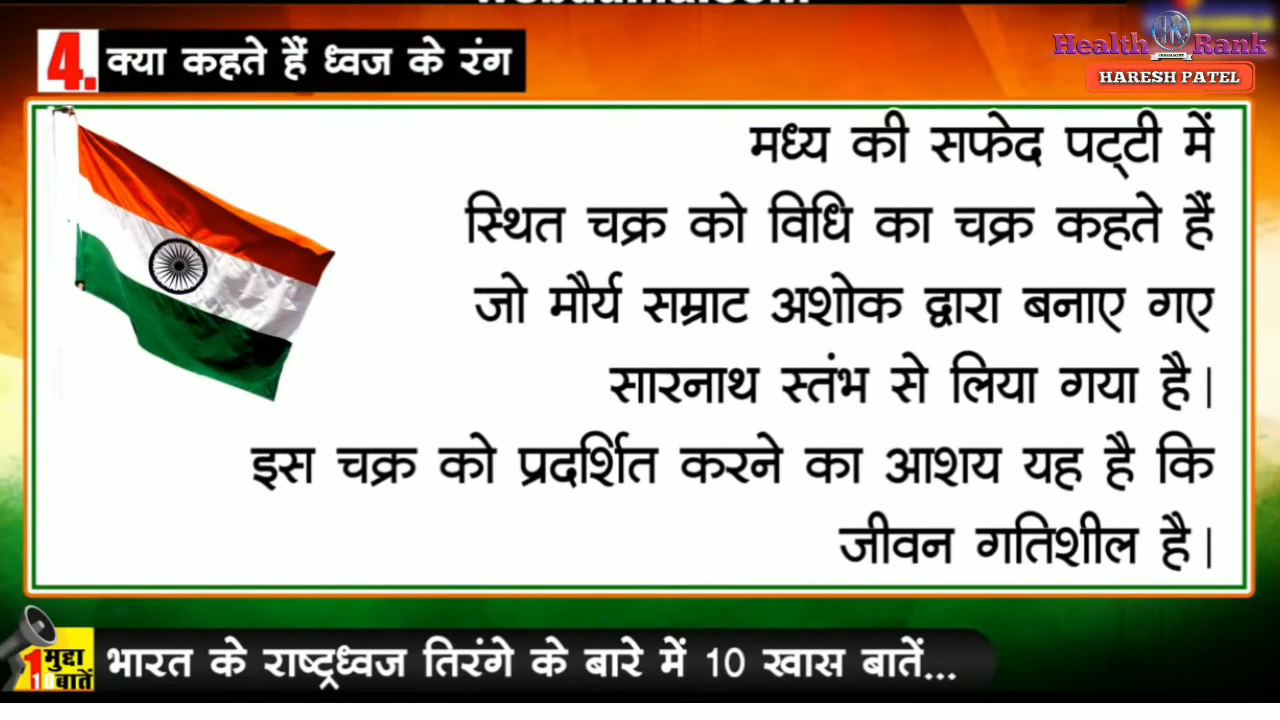 4. क्या कहते हैं ध्वज के रंग
Health Rank
HARESH PATEL
मध्य की सफेद पट्टी में
स्थित चक्र को विधि का चक्र कहते हैं
जो मौर्य सम्राट अशोक द्वारा बनाए गए
सारनाथ स्तंभ से लिया गया है।
इस चक्र को प्रदर्शित करने का आशय यह है कि
जीवन गतिशील है।
1 मुद्दा
10 बातें
भारत के राष्ट्रध्वज तिरंगे के बारे में 10 खास बातें...